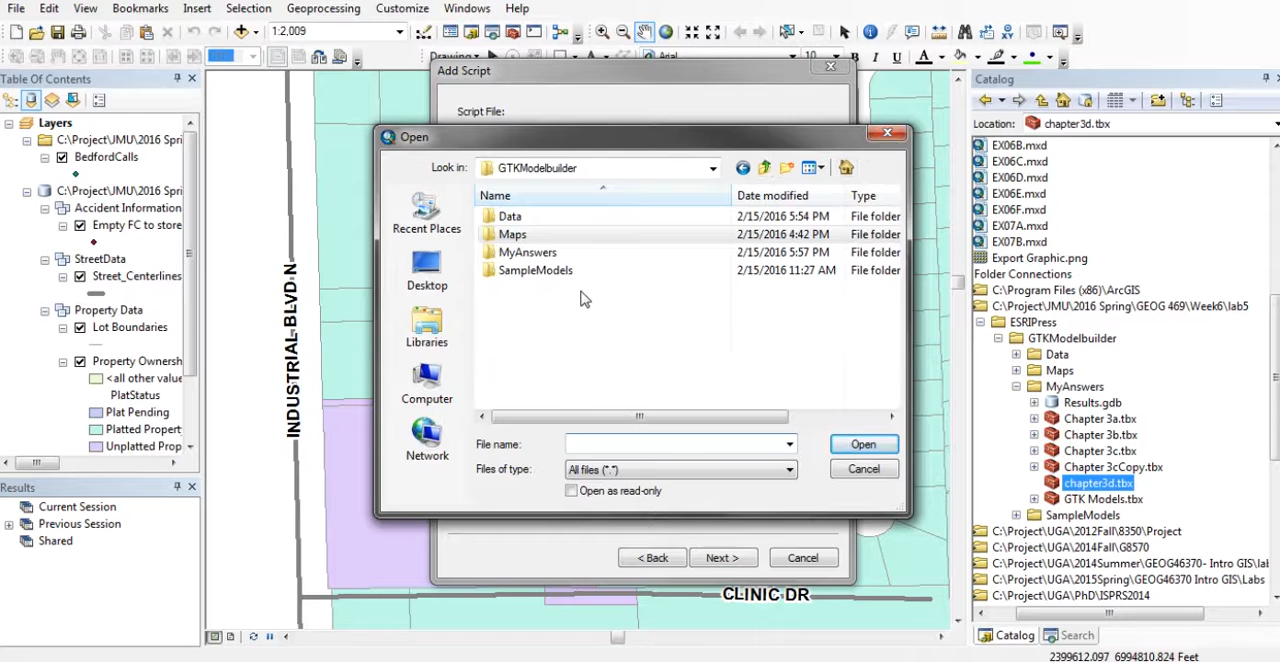 File Edit View Bookmarks Insert Selection Geoprocessing Customize Windows Help
1:2,009
Drawing Arial 10 B I U A
Table Of Contents
Layers
C:\Project\JMU\2016 Spri
BedfordCalls
C:\Project\JMU\2016 Spri
Accident Information
Empty FC to store
StreetData
Street_Centerlines
Property Data
Lot Boundaries
Property Ownersh
<all other value
PlatStatus
Plat Pending
Platted Property
Unplatted Prop
Results
Current Session
Previous Session
Shared
INDUSTRIAL BLVD N
CLINIC DR
Add Script
Script File:
< Back Next > Cancel
Open
Look in: GTKModelbuilder
Recent Places
Desktop
Libraries
Computer
Network
Name Date modified Type
Data 2/15/2016 5:54 PM File folder
Maps 2/15/2016 4:42 PM File folder
MyAnswers 2/15/2016 5:57 PM File folder
SampleModels 2/15/2016 11:27 AM File folder
File name: Open
Files of type: All files (*.*) Cancel
Open as read-only
Catalog
Location: chapter3d.tbx
EX06B.mxd
EX06C.mxd
EX06D.mxd
EX06E.mxd
EX06F.mxd
EX07A.mxd
EX07B.mxd
Export Graphic.png
Folder Connections
C:\Program Files (x86)\ArcGIS
C:\Project\JMU\2016 Spring\GEOG 469\Week6\lab5
ESRIPress
GTKModelbuilder
Data
Maps
MyAnswers
Results.gdb
Chapter 3a.tbx
Chapter 3b.tbx
Chapter 3c.tbx
Chapter 3cCopy.tbx
chapter3d.tbx
GTK Models.tbx
SampleModels
C:\Project\UGA\2012Fall\8350\Project
C:\Project\UGA\2014Fall\G8570
C:\Project\UGA\2014Summer\GEOG46370- Intro GIS\lab
C:\Project\UGA\2015Spring\GEOG46370 Intro GIS\Labs
C:\Project\UGA\PhD\ISPRS2014
Catalog Search
2399612.097 6994810.824 Feet